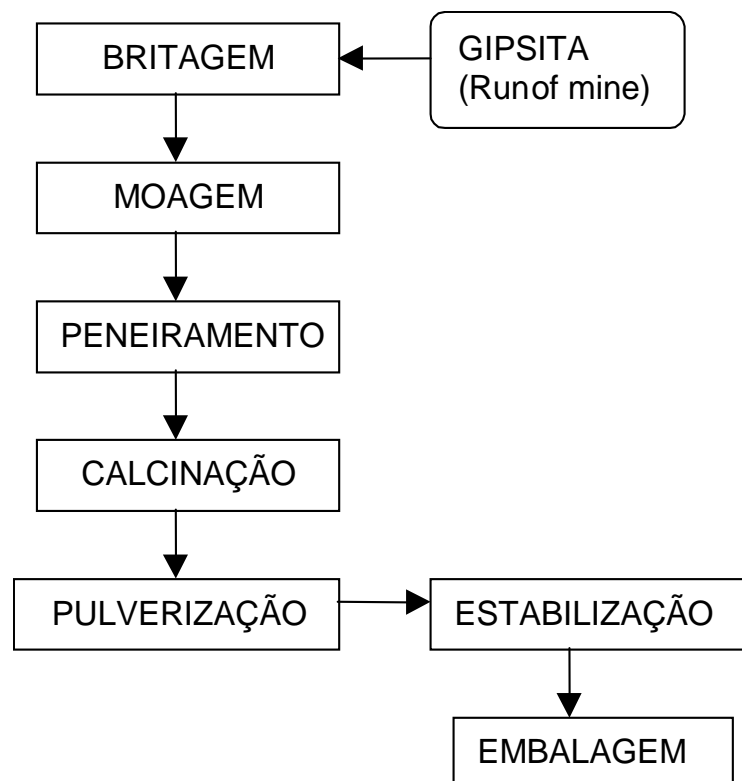 BRITAGEM
GIPSITA
(Runof mine)
MOAGEM
PENEIRAMENTO
CALCINAÇÃO
PULVERIZAÇÃO
ESTABILIZAÇÃO
EMBALAGEM